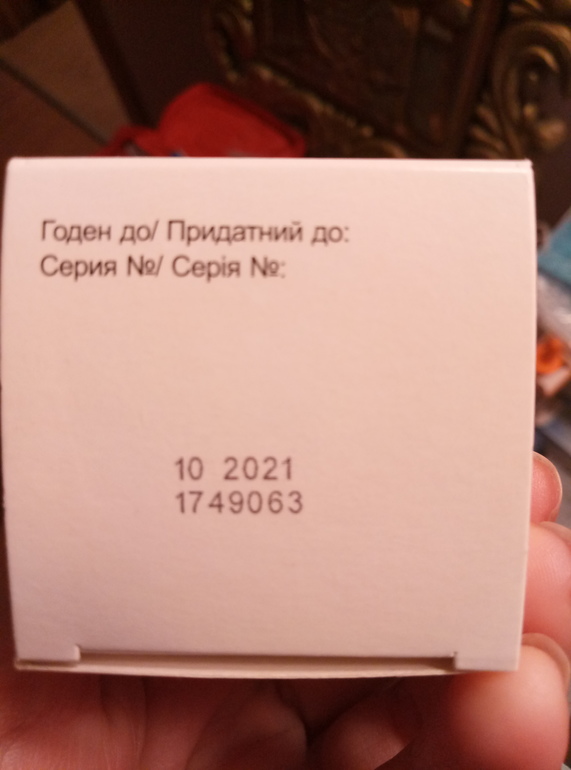 Годен до/ Придатний до:
Серия №/ Серія №:
10 2021
1749063